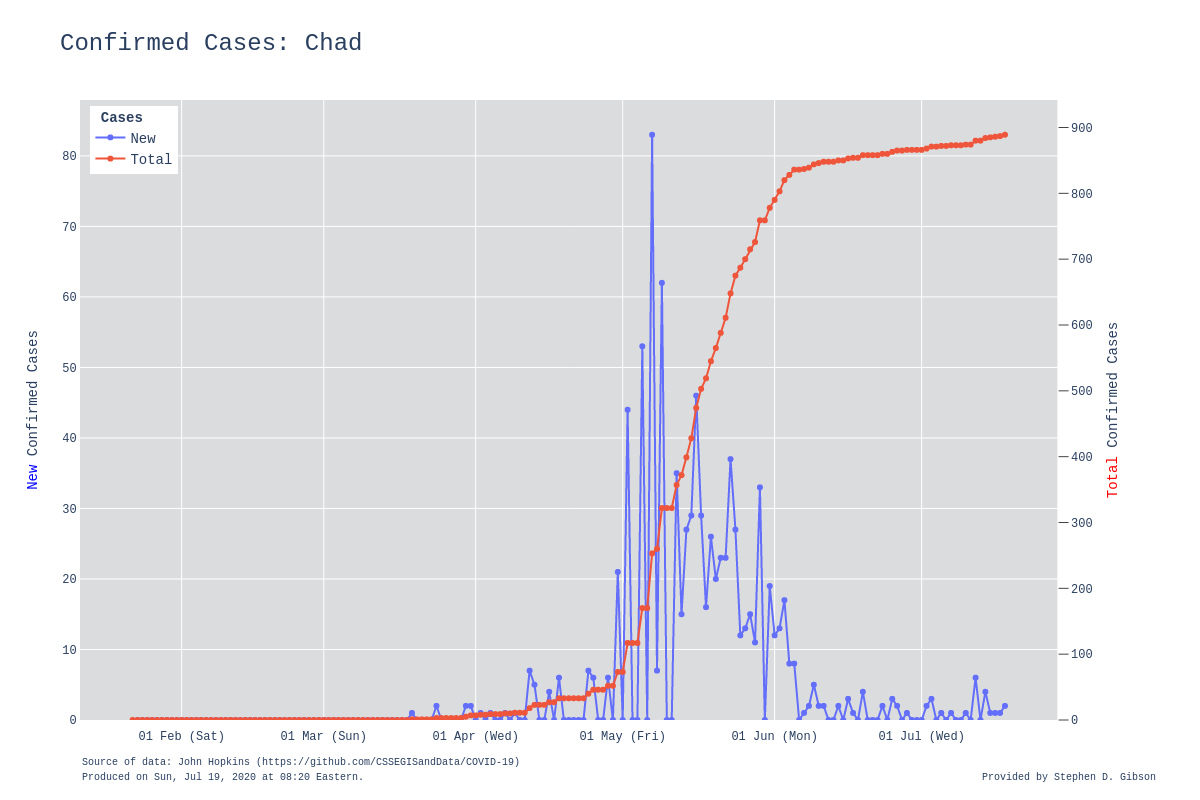 Confirmed Cases: Chad
Cases
New
Total
80
70
60
50
40
30
20
10
0
900
800
700
600
500
400
300
200
100
0
New Confirmed Cases
Total Confirmed Cases
01 Feb (Sat) 01 Mar (Sun) 01 Apr (Wed) 01 May (Fri) 01 Jun (Mon) 01 Jul (Wed)
Source of data: John Hopkins (https://github.com/CSSEGISandData/COVID-19)
Produced on Sun, Jul 19, 2020 at 08:20 Eastern.
Provided by Stephen D. Gibson